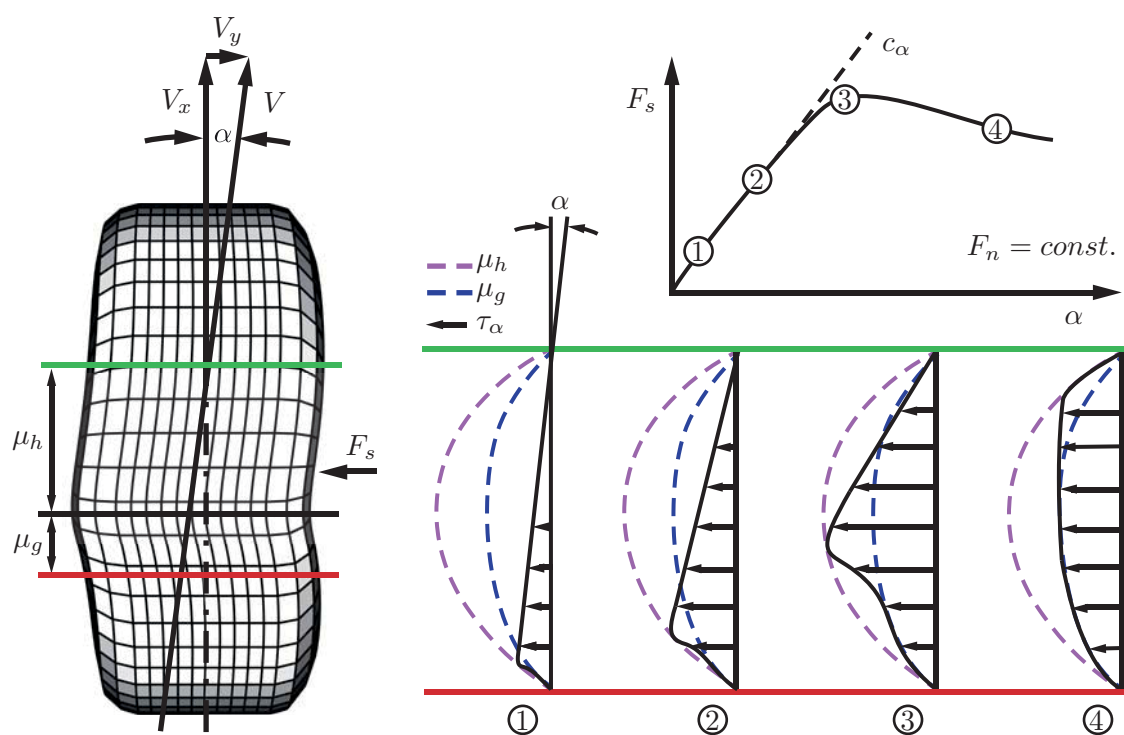 V_y
V_x
V
α
μ_h
μ_g
F_s
α
μ_h
μ_g
τ_α
F_s
c_α
①
②
③
④
F_n = const.
α
①
②
③
④